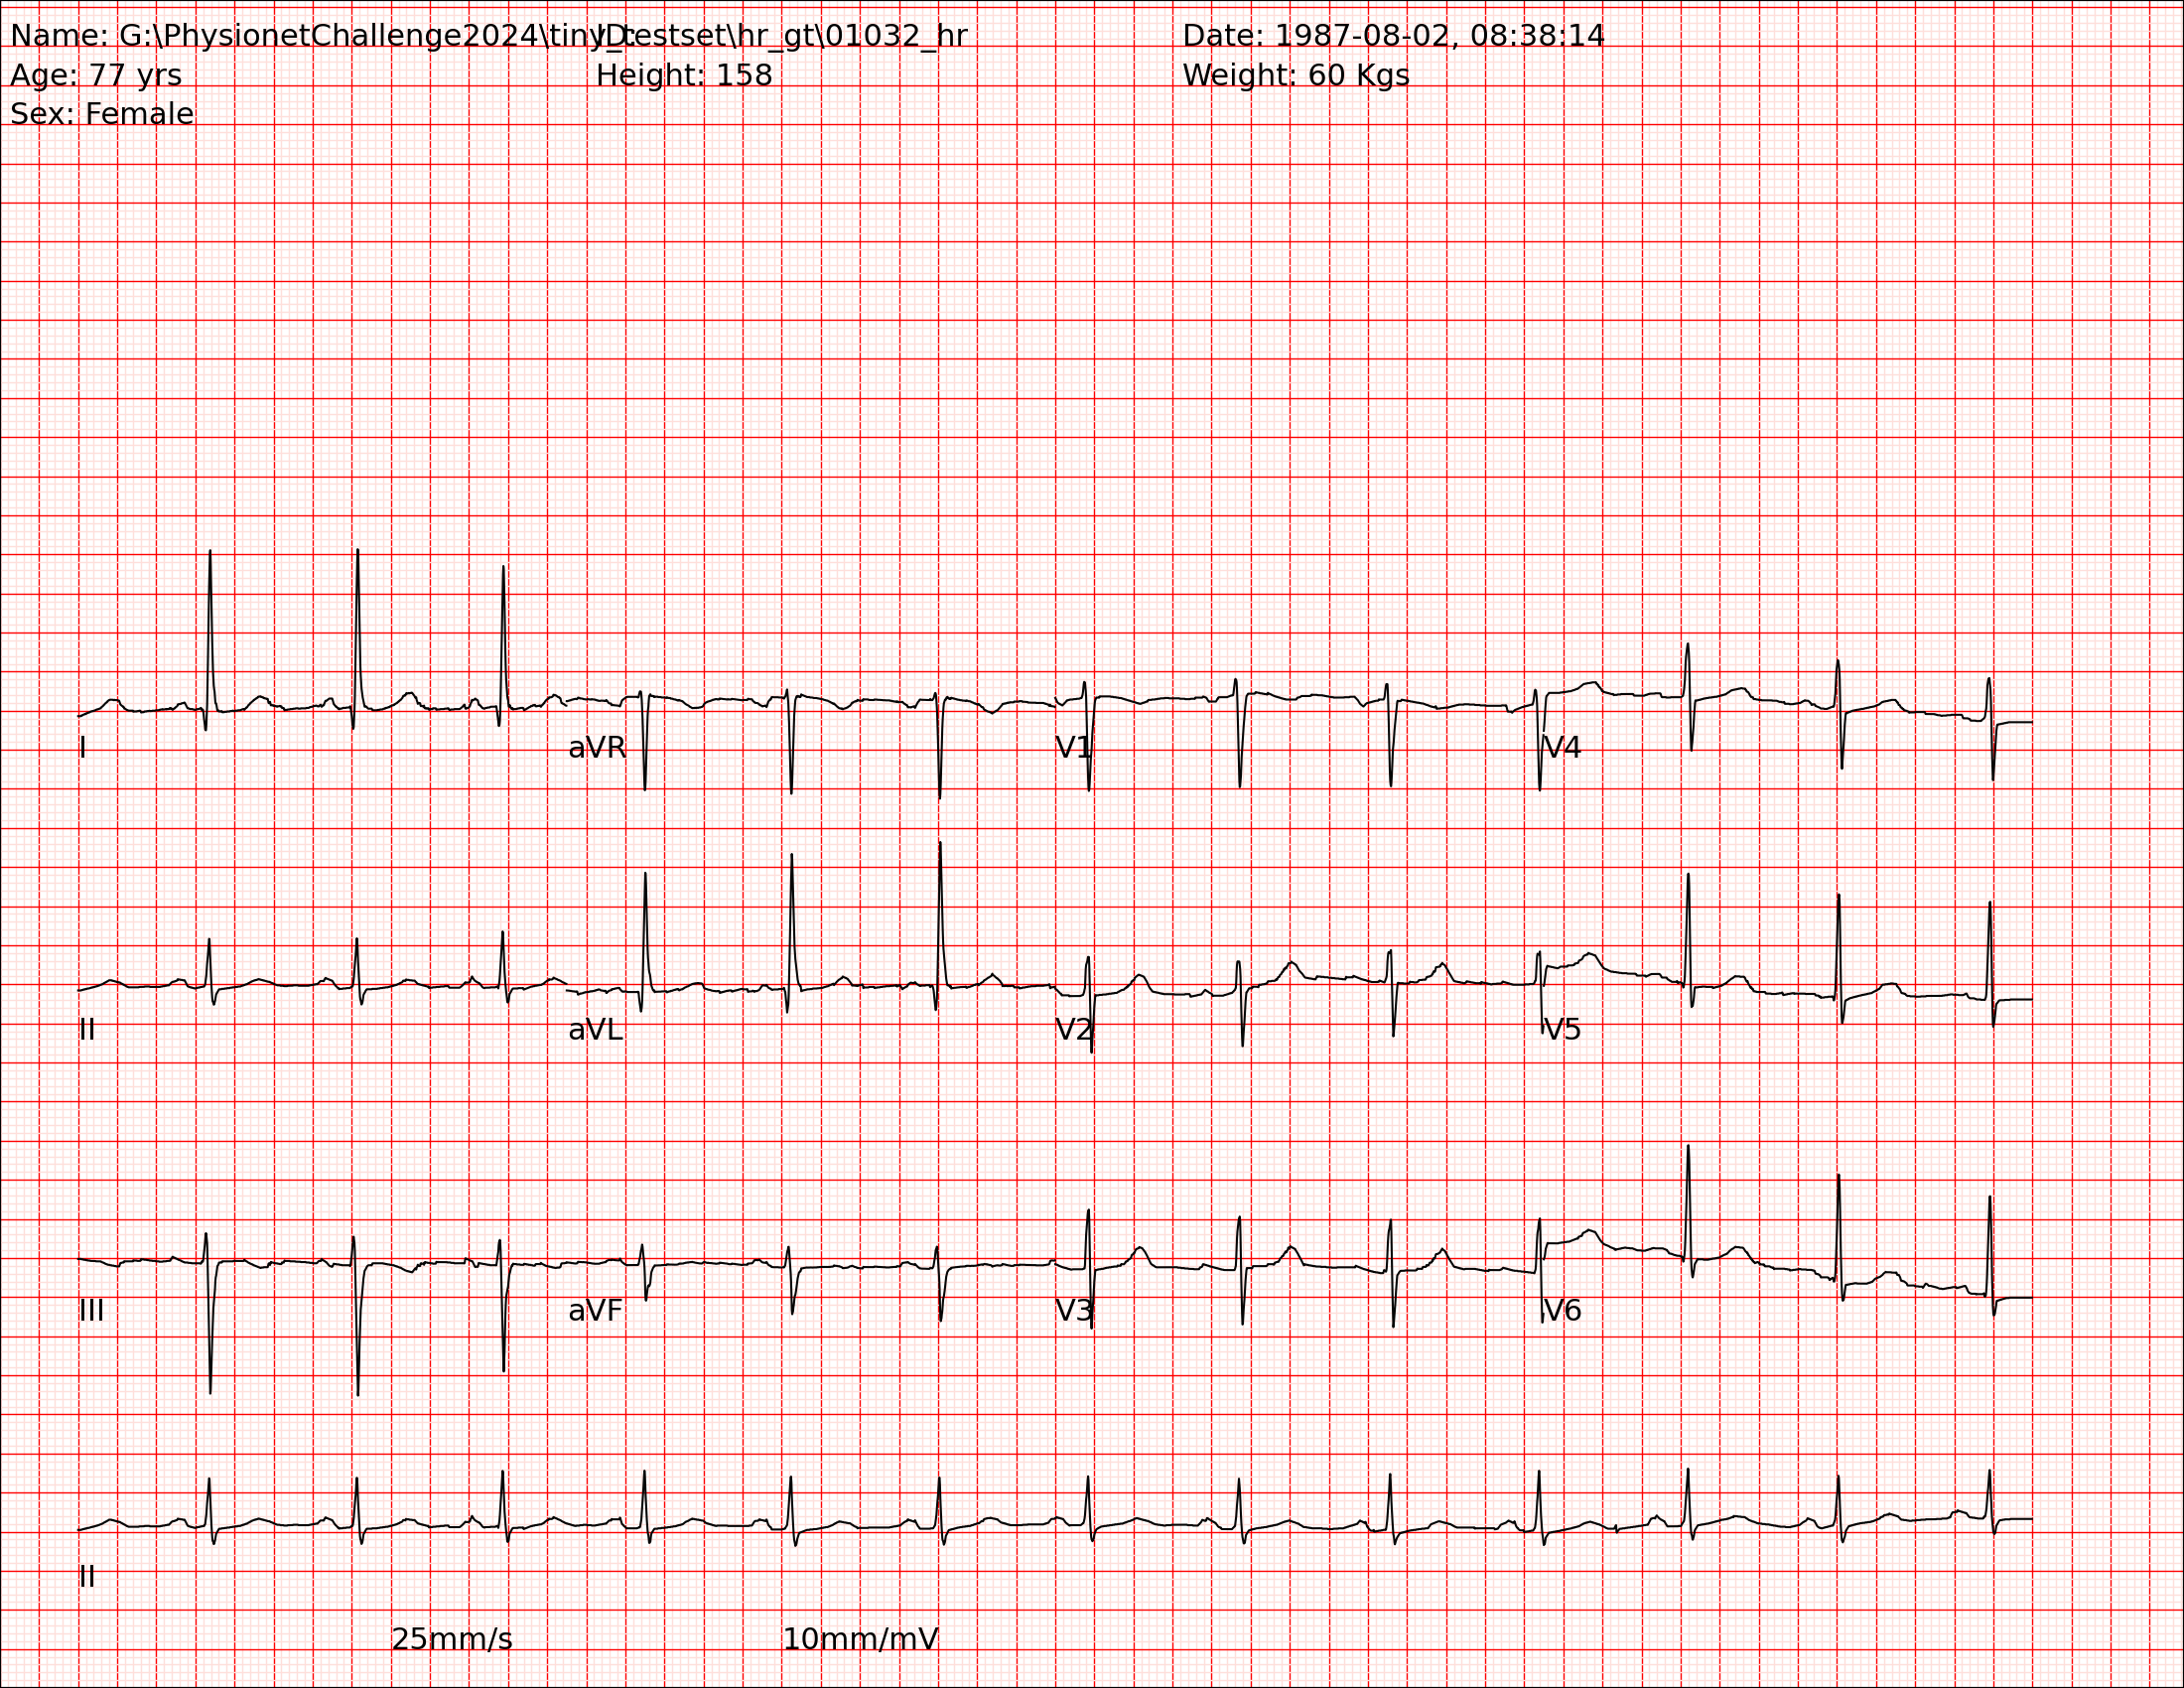 Name: G:\PhysionetChallenge2024\tiny_testset\hr_gt\01032_hr ID: Date: 1987-08-02, 08:38:14
Age: 77 yrs Height: 158 Weight: 60 Kgs
Sex: Female
I aVR V1 V4
II aVL V2 V5
III aVF V3 V6
II
25mm/s 10mm/mV